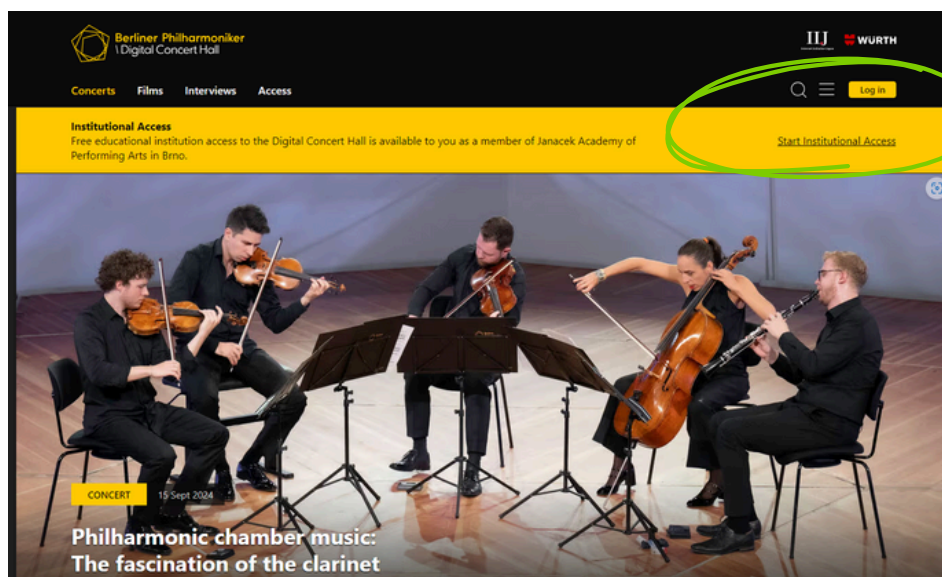 Berliner Philharmoniker
\ Digital Concert Hall
IIJ
WÜRTH
Concerts Films Interviews Access
Log in
Institutional Access
Free educational institution access to the Digital Concert Hall is available to you as a member of Janacek Academy of
Performing Arts in Brno.
Start Institutional Access
CONCERT 15 Sept 2024
Philharmonic chamber music:
The fascination of the clarinet